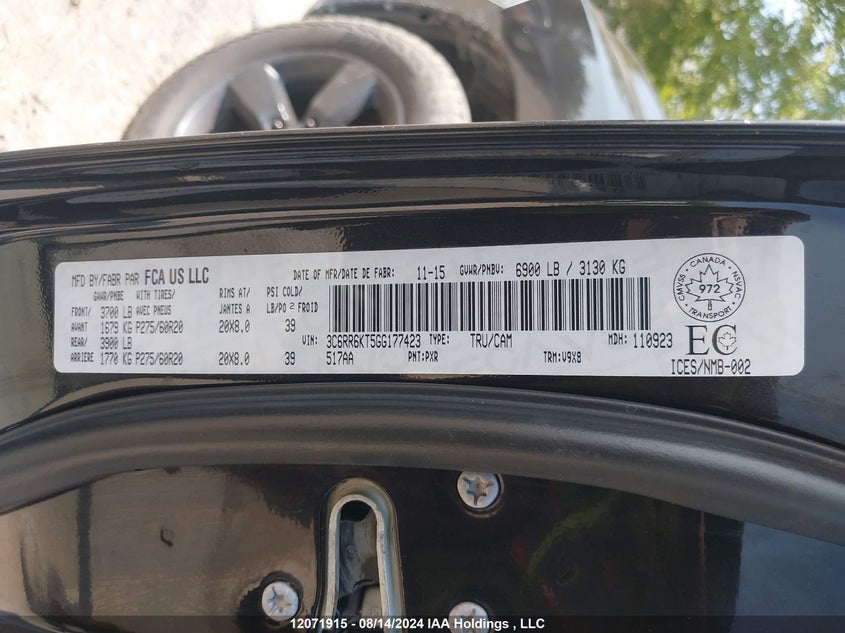 MFD BY/FABR PAR FCA US LLC
DATE OF MFR/DATE DE FABR: 11-15 GVWR/PNBV: 6900 LB / 3130 KG
GAWR/PNBE WITH TIRES/ RIMS AT/ PSI COLD/
FRONT/ 3700 LB AVEC PNEUS JANTES A LB/PO² FROID
AVANT 1679 KG P275/60R20 20X8.0 39
REAR/ 3900 LB
ARRIERE 1770 KG P275/60R20 20X8.0 39
3C6RR6KT5GG177423 TYPE: TRU/CAM MDH: 110923
517AA PNT:PXR TRM:V9X8
CANADA
CMVSS NSVAC
972
TRANSPORT
EC
ICES/NMB-002
12071915 - 08/14/2024 IAA Holdings , LLC